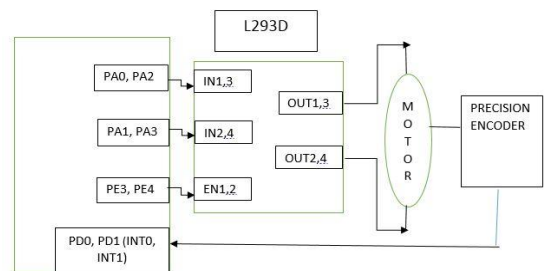 L293D
PA0, PA2
IN1,3
OUT1,3
M
O
T
O
R
PRECISION
ENCODER
PA1, PA3
IN2,4
OUT2,4
PE3, PE4
EN1,2
PD0, PD1 (INT0,
INT1)